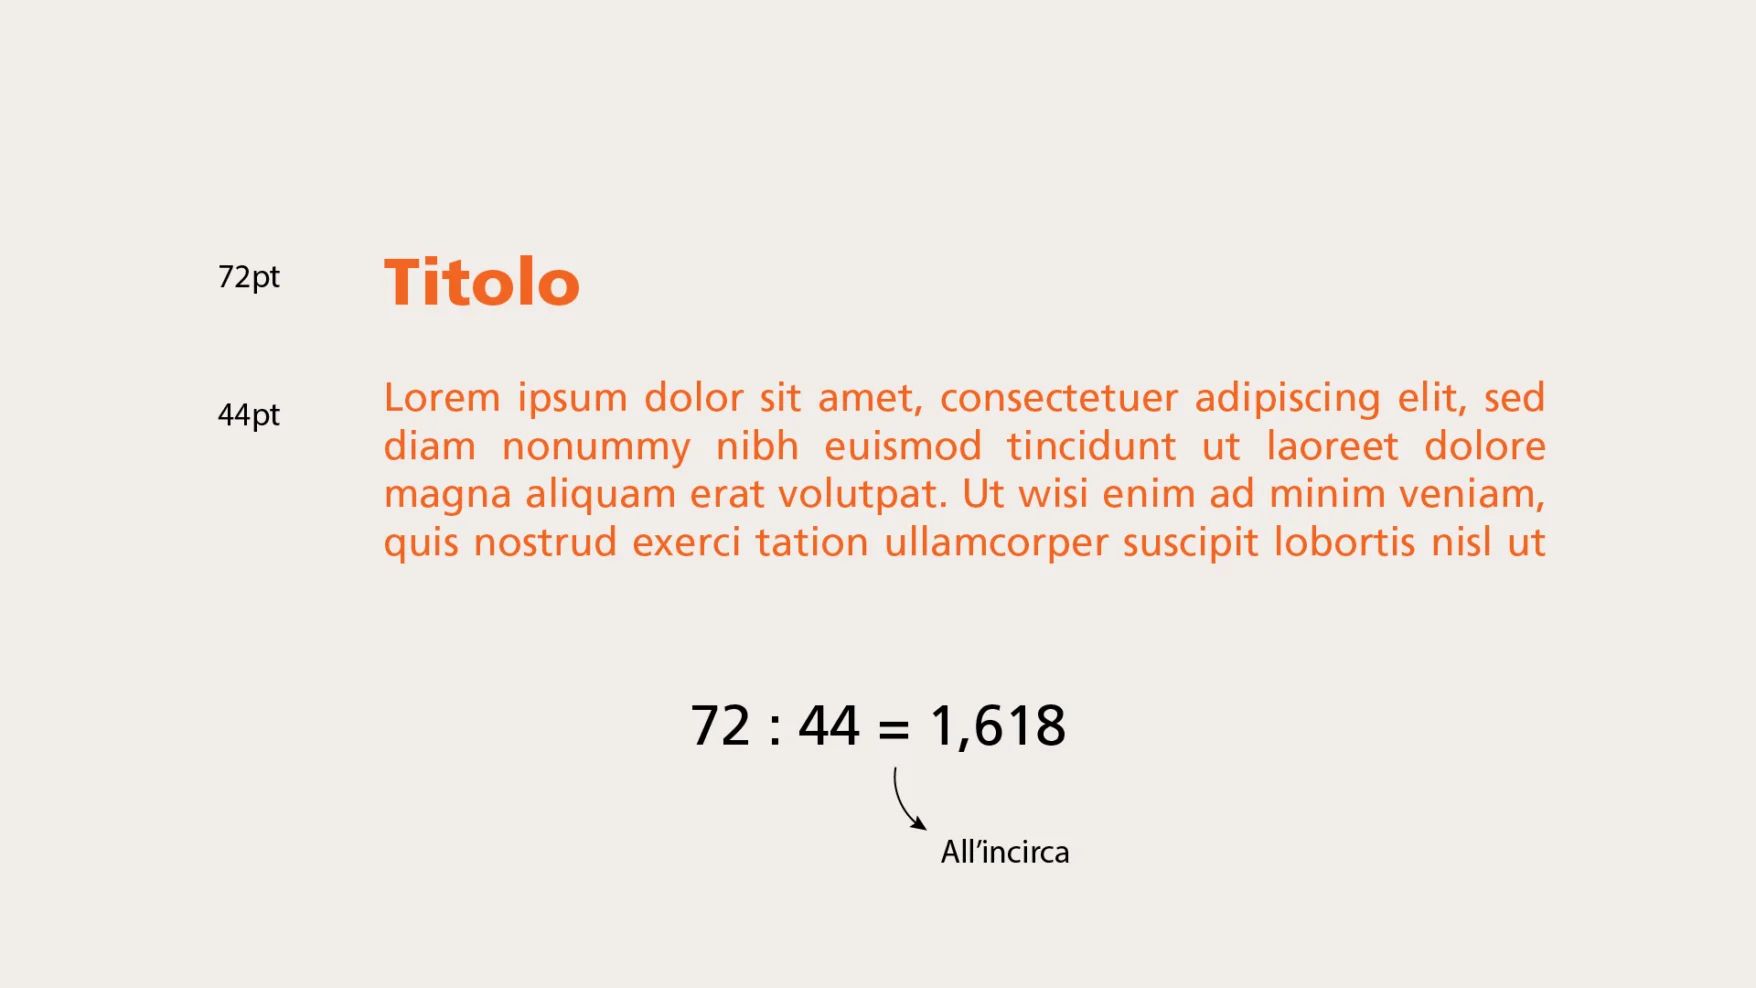 72pt
Titolo
44pt
Lorem ipsum dolor sit amet, consectetuer adipiscing elit, sed
diam nonummy nibh euismod tincidunt ut laoreet dolore
magna aliquam erat volutpat. Ut wisi enim ad minim veniam,
quis nostrud exerci tation ullamcorper suscipit lobortis nisl ut
72 : 44 = 1,618
All’incirca